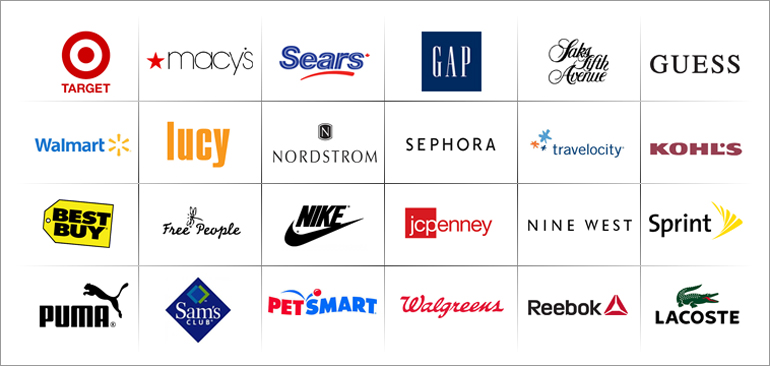 TARGET
★macy's
Sears
GAP
Saks
Fifth
Avenue
GUESS
Walmart
lucy
N
NORDSTROM
SEPHORA
travelocity
KOHL'S
BEST
BUY
Free People
NIKE
jcpenney
NINE WEST
Sprint
PUMA®
Sam's
CLUB
PETSMART
Walgreens
Reebok
LACOSTE